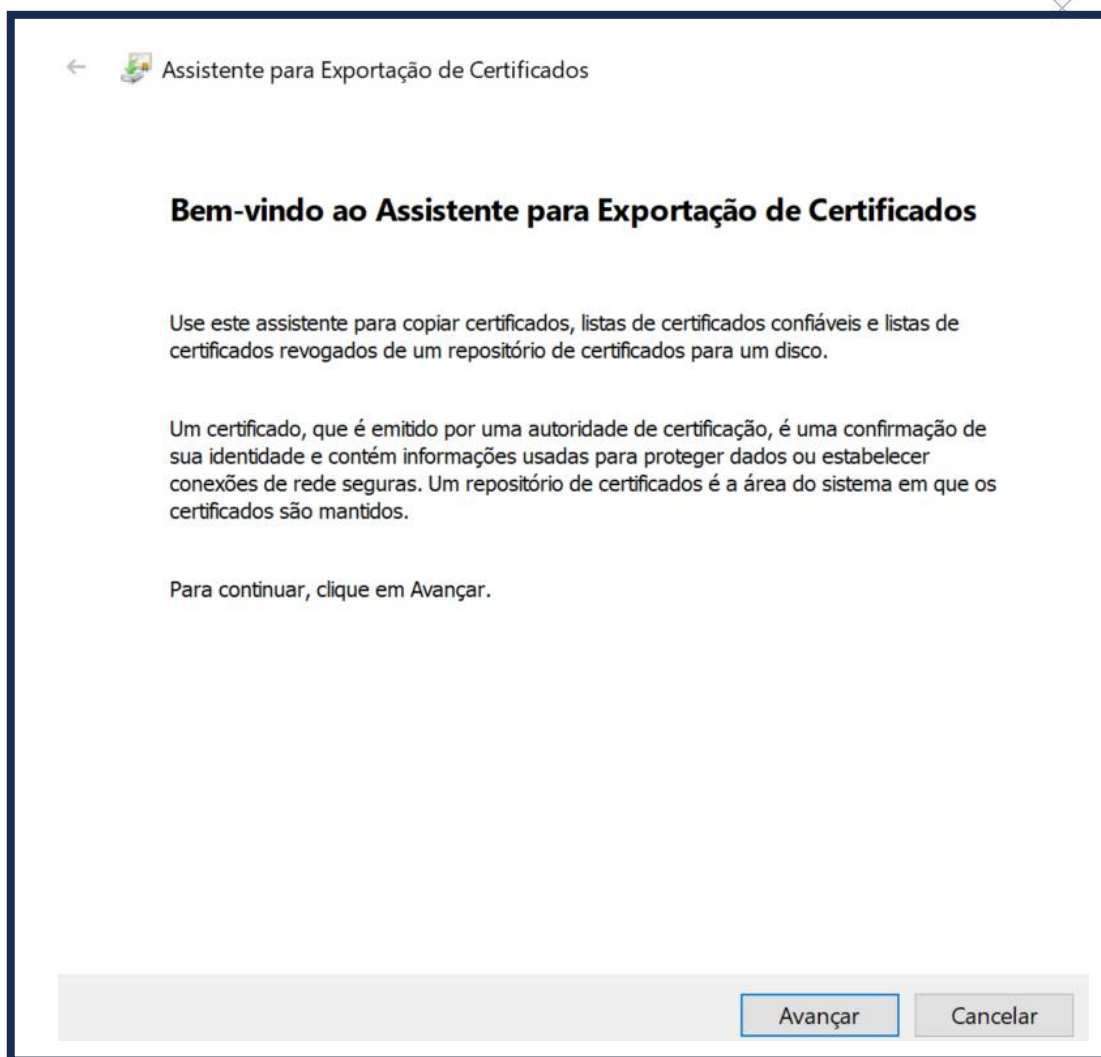 Assistente para Exportação de Certificados
Bem-vindo ao Assistente para Exportação de Certificados
Use este assistente para copiar certificados, listas de certificados confiáveis e listas de
certificados revogados de um repositório de certificados para um disco.
Um certificado, que é emitido por uma autoridade de certificação, é uma confirmação de
sua identidade e contém informações usadas para proteger dados ou estabelecer
conexões de rede seguras. Um repositório de certificados é a área do sistema em que os
certificados são mantidos.
Para continuar, clique em Avançar.
Avançar Cancelar